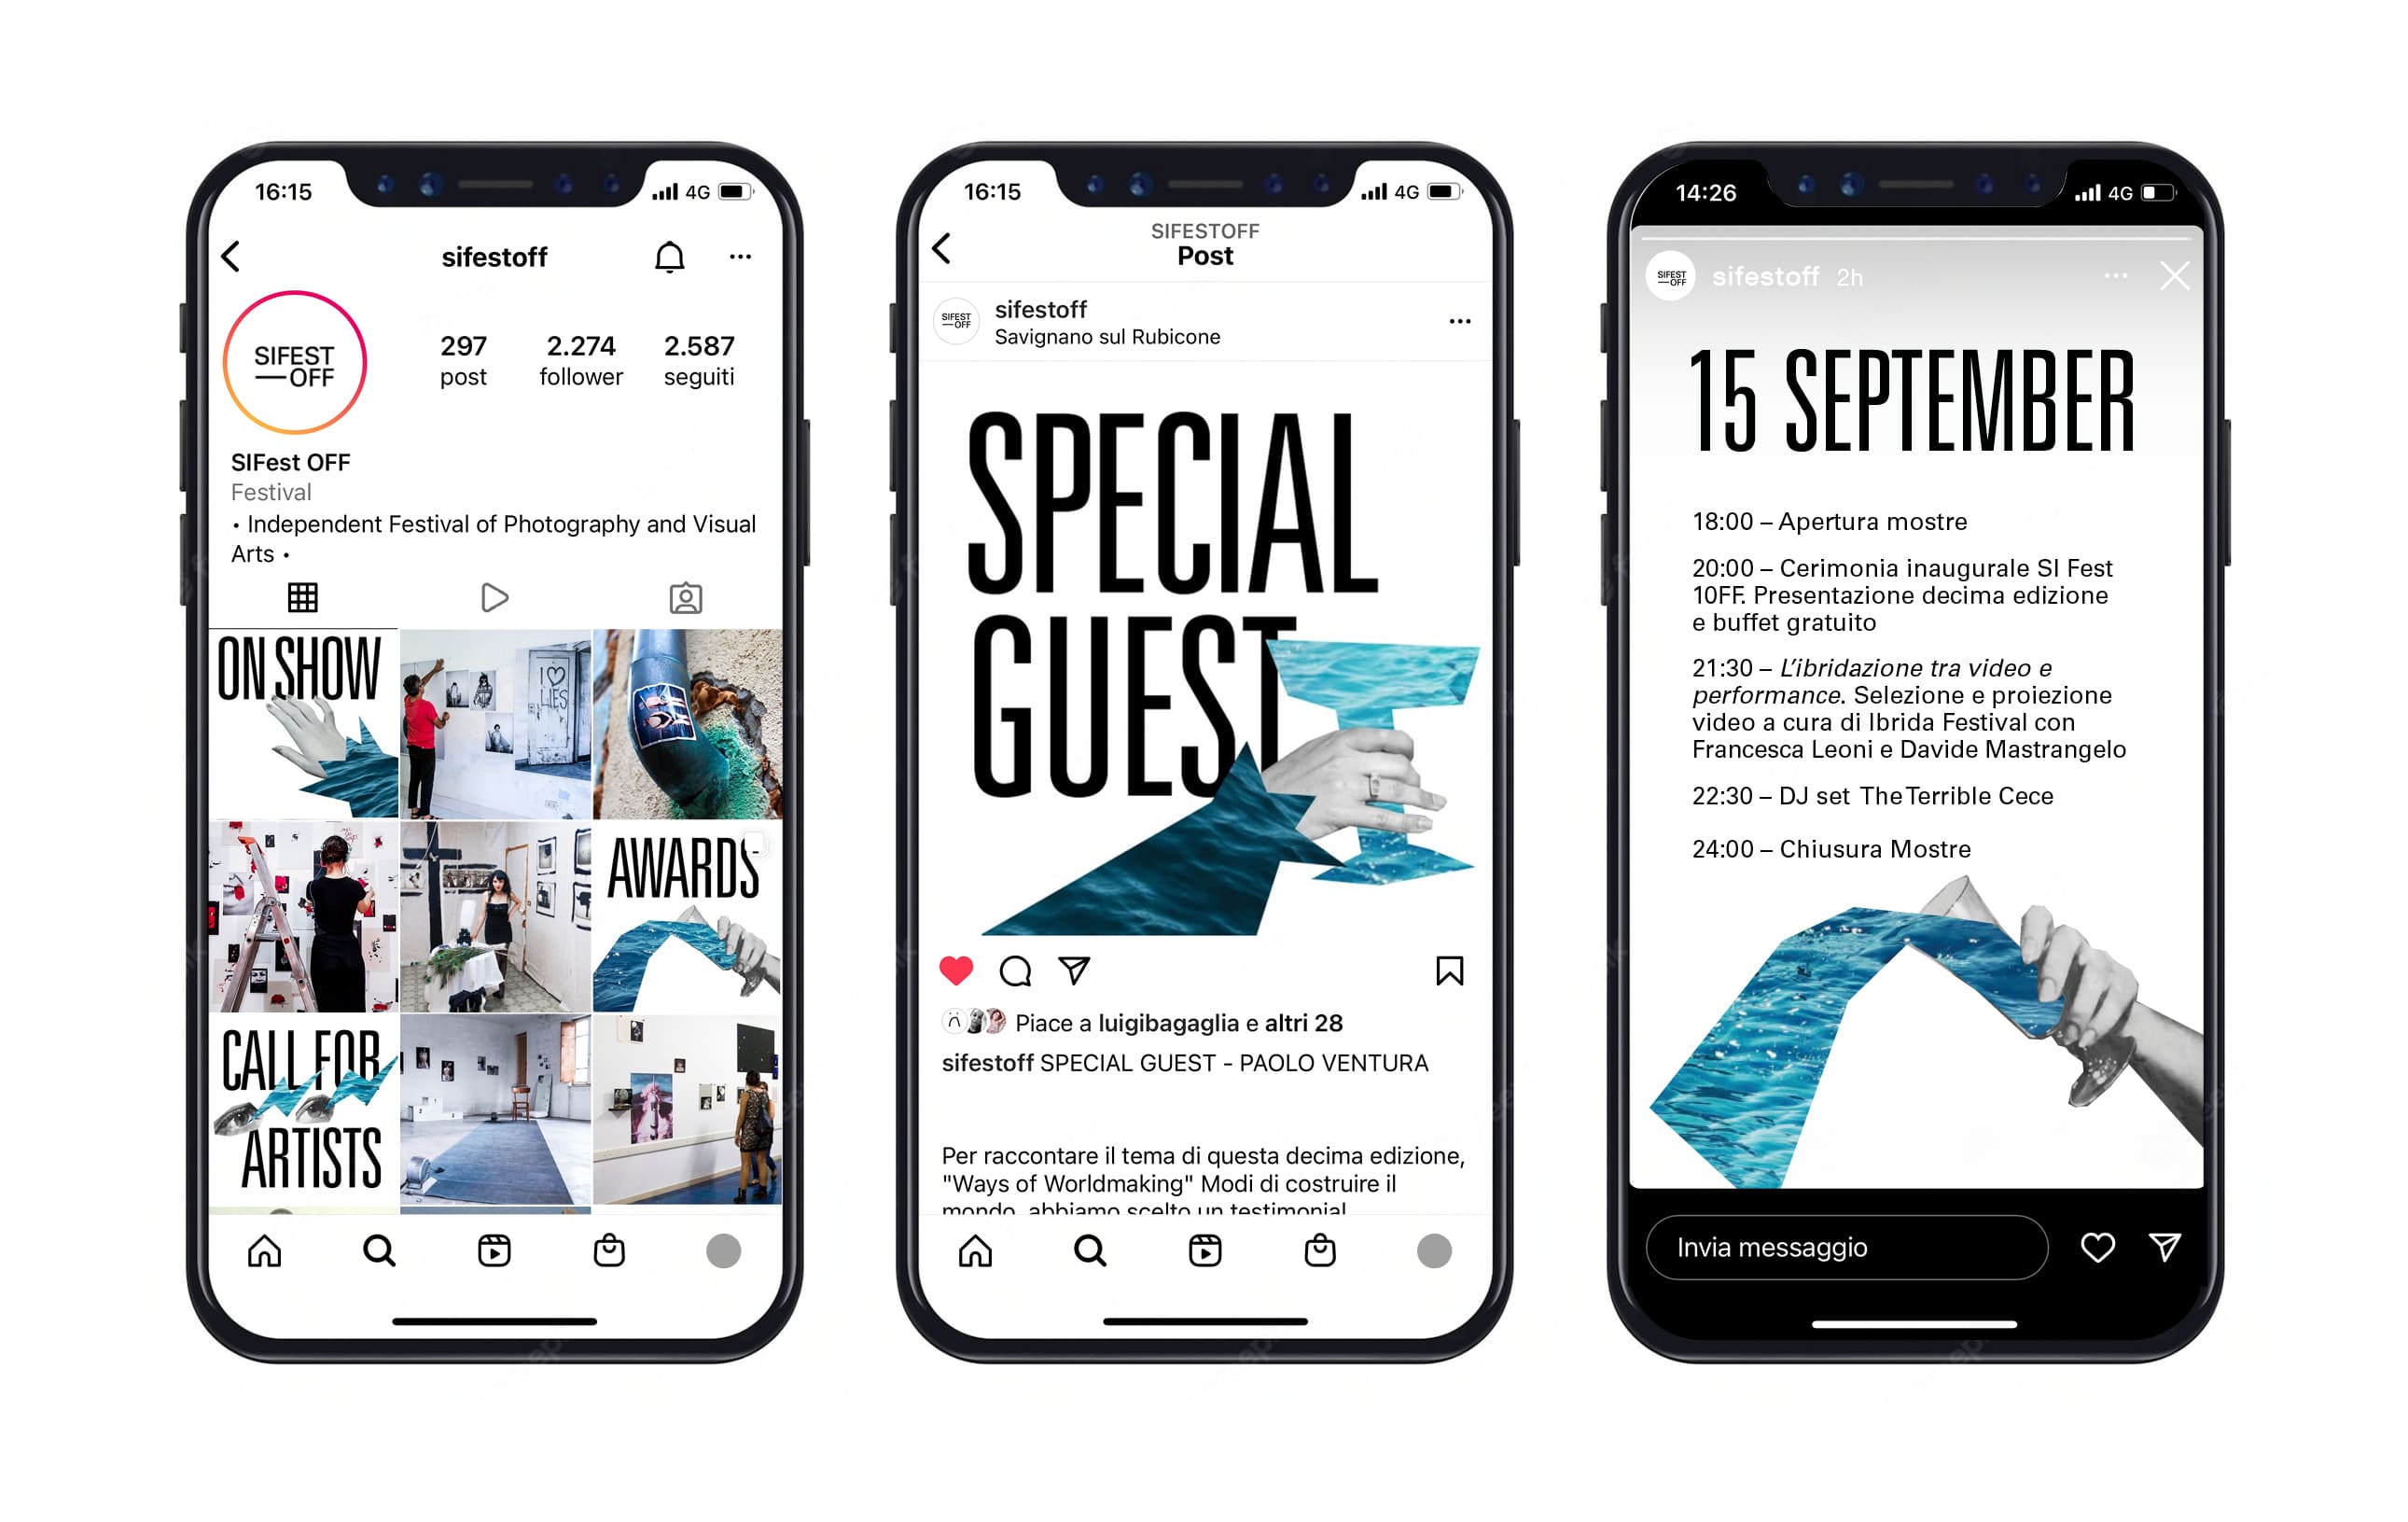 16:15
4G
sifestoff
SIFEST
—OFF
297
post
2.274
follower
2.587
seguiti
SIFest OFF
Festival
• Independent Festival of Photography and Visual
Arts •
ON SHOW
I ♡
LIES
AWARDS
CALL FOR
ARTISTS
16:15
4G
SIFESTOFF
Post
SIFEST
—OFF
sifestoff
Savignano sul Rubicone
SPECIAL
GUEST
Piace a luigibagaglia e altri 28
sifestoff SPECIAL GUEST - PAOLO VENTURA
Per raccontare il tema di questa decima edizione,
"Ways of Worldmaking" Modi di costruire il
mondo, abbiamo scelto un testimonial
14:26
4G
SIFEST
—OFF
sifestoff 2h
15 SEPTEMBER
18:00 – Apertura mostre
20:00 – Cerimonia inaugurale SI Fest
10FF. Presentazione decima edizione
e buffet gratuito
21:30 – L’ibridazione tra video e
performance. Selezione e proiezione
video a cura di Ibrida Festival con
Francesca Leoni e Davide Mastrangelo
22:30 – DJ set The Terrible Cece
24:00 – Chiusura Mostre
Invia messaggio